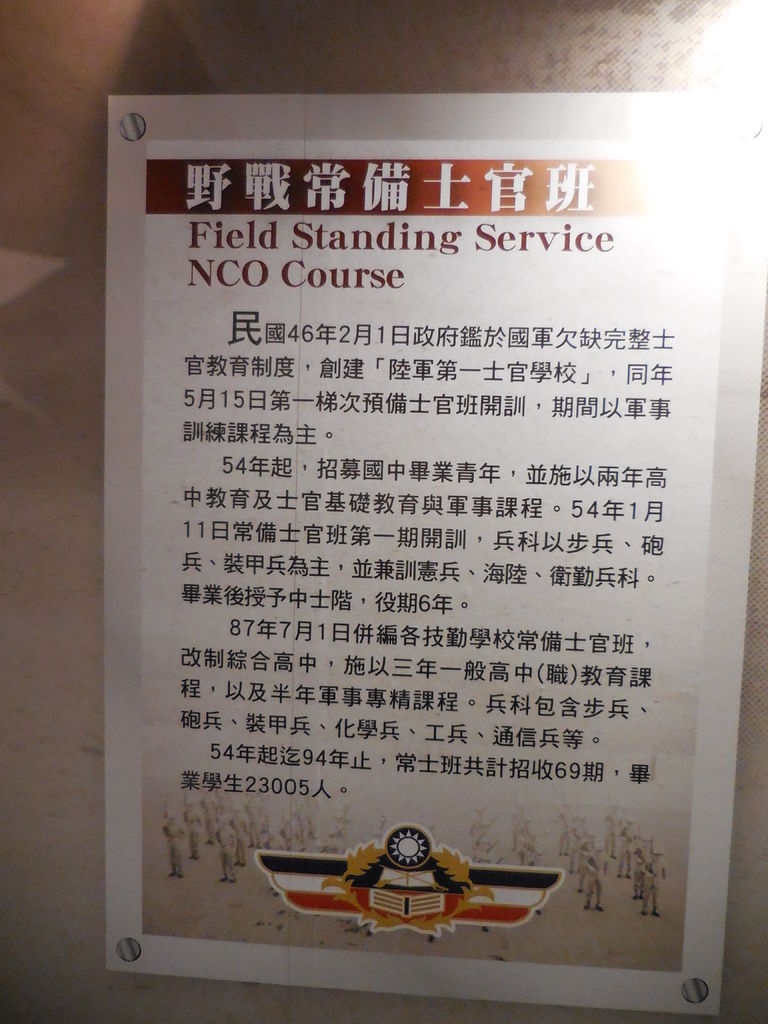 野戰常備士官班
Field Standing Service
NCO Course
民國46年2月1日政府鑑於國軍欠缺完整士
官教育制度，創建「陸軍第一士官學校」，同年
5月15日第一梯次預備士官班開訓，期間以軍事
訓練課程為主。
54年起，招募國中畢業青年，並施以兩年高
中教育及士官基礎教育與軍事課程。54年1月
11日常備士官班第一期開訓，兵科以步兵、砲
兵、裝甲兵為主，並兼訓憲兵、海陸、衛勤兵科。
畢業後授予中士階，役期6年。
87年7月1日併編各技勤學校常備士官班，
改制綜合高中，施以三年一般高中(職)教育課
程，以及半年軍事專精課程。兵科包含步兵、
砲兵、裝甲兵、化學兵、工兵、通信兵等。
54年起迄94年止，常士班共計招收69期，畢
業學生23005人。